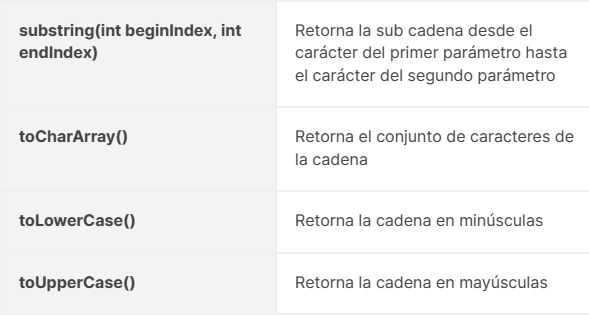 substring(int beginIndex, int
endIndex)
Retorna la sub cadena desde el
carácter del primer parámetro hasta
el carácter del segundo parámetro
toCharArray()
Retorna el conjunto de caracteres de
la cadena
toLowerCase()
Retorna la cadena en minúsculas
toUpperCase()
Retorna la cadena en mayúsculas